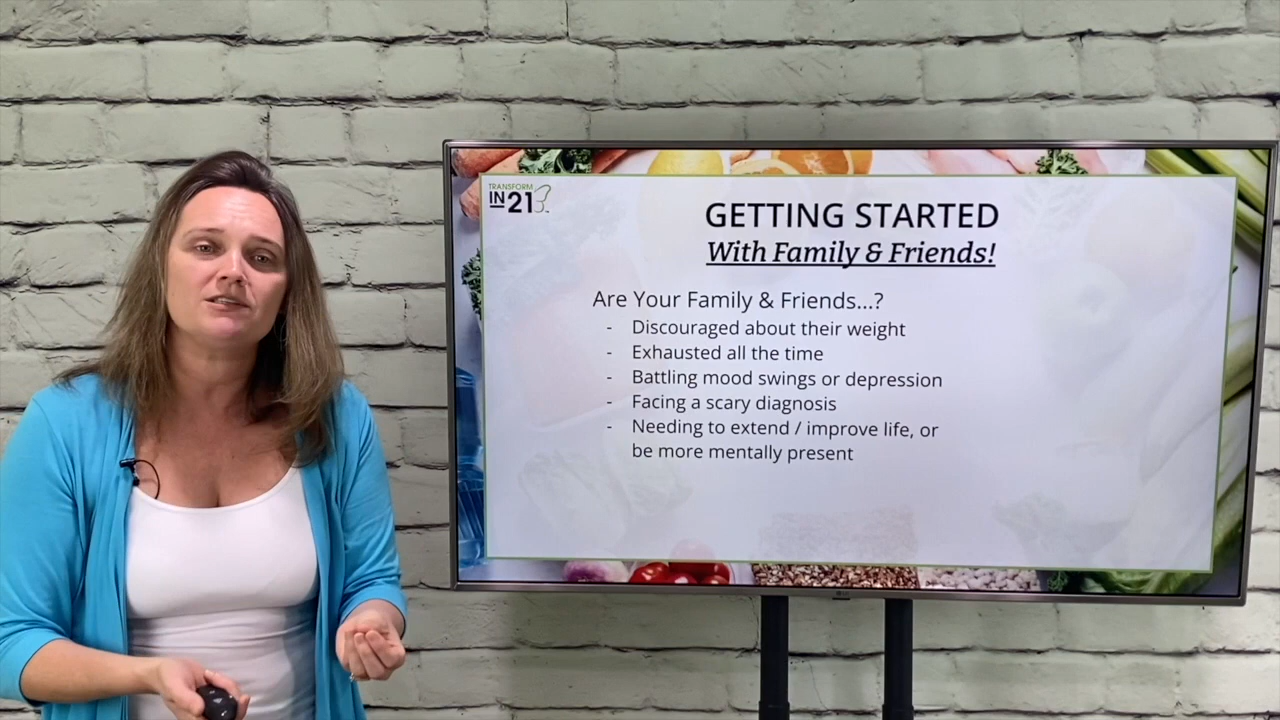 TRANSFORM
IN 21
GETTING STARTED
With Family & Friends!
Are Your Family & Friends...?
- Discouraged about their weight
- Exhausted all the time
- Battling mood swings or depression
- Facing a scary diagnosis
- Needing to extend / improve life, or
be more mentally present
LG